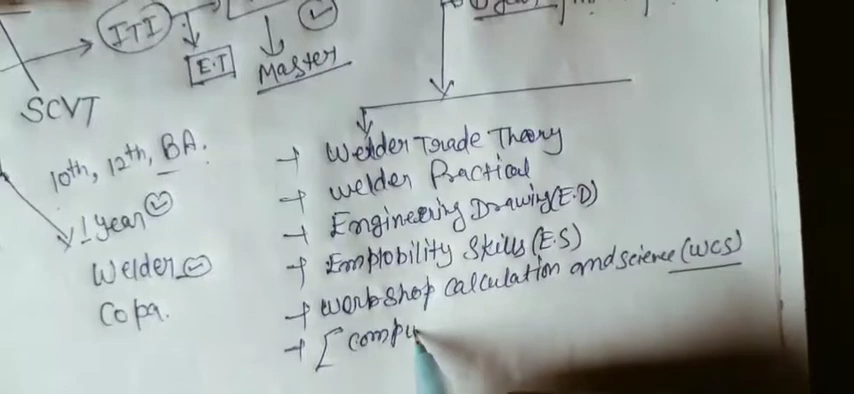 ITI
E.T
Master
SCVT
10th, 12th, BA.
1 Year
Welder
Copa.
Welder Trade Theory
Welder Practical
Engineering Drawing (E.D)
Emplobility Skills (E.S)
Workshop Calculation and science (WCS)
[ Compu